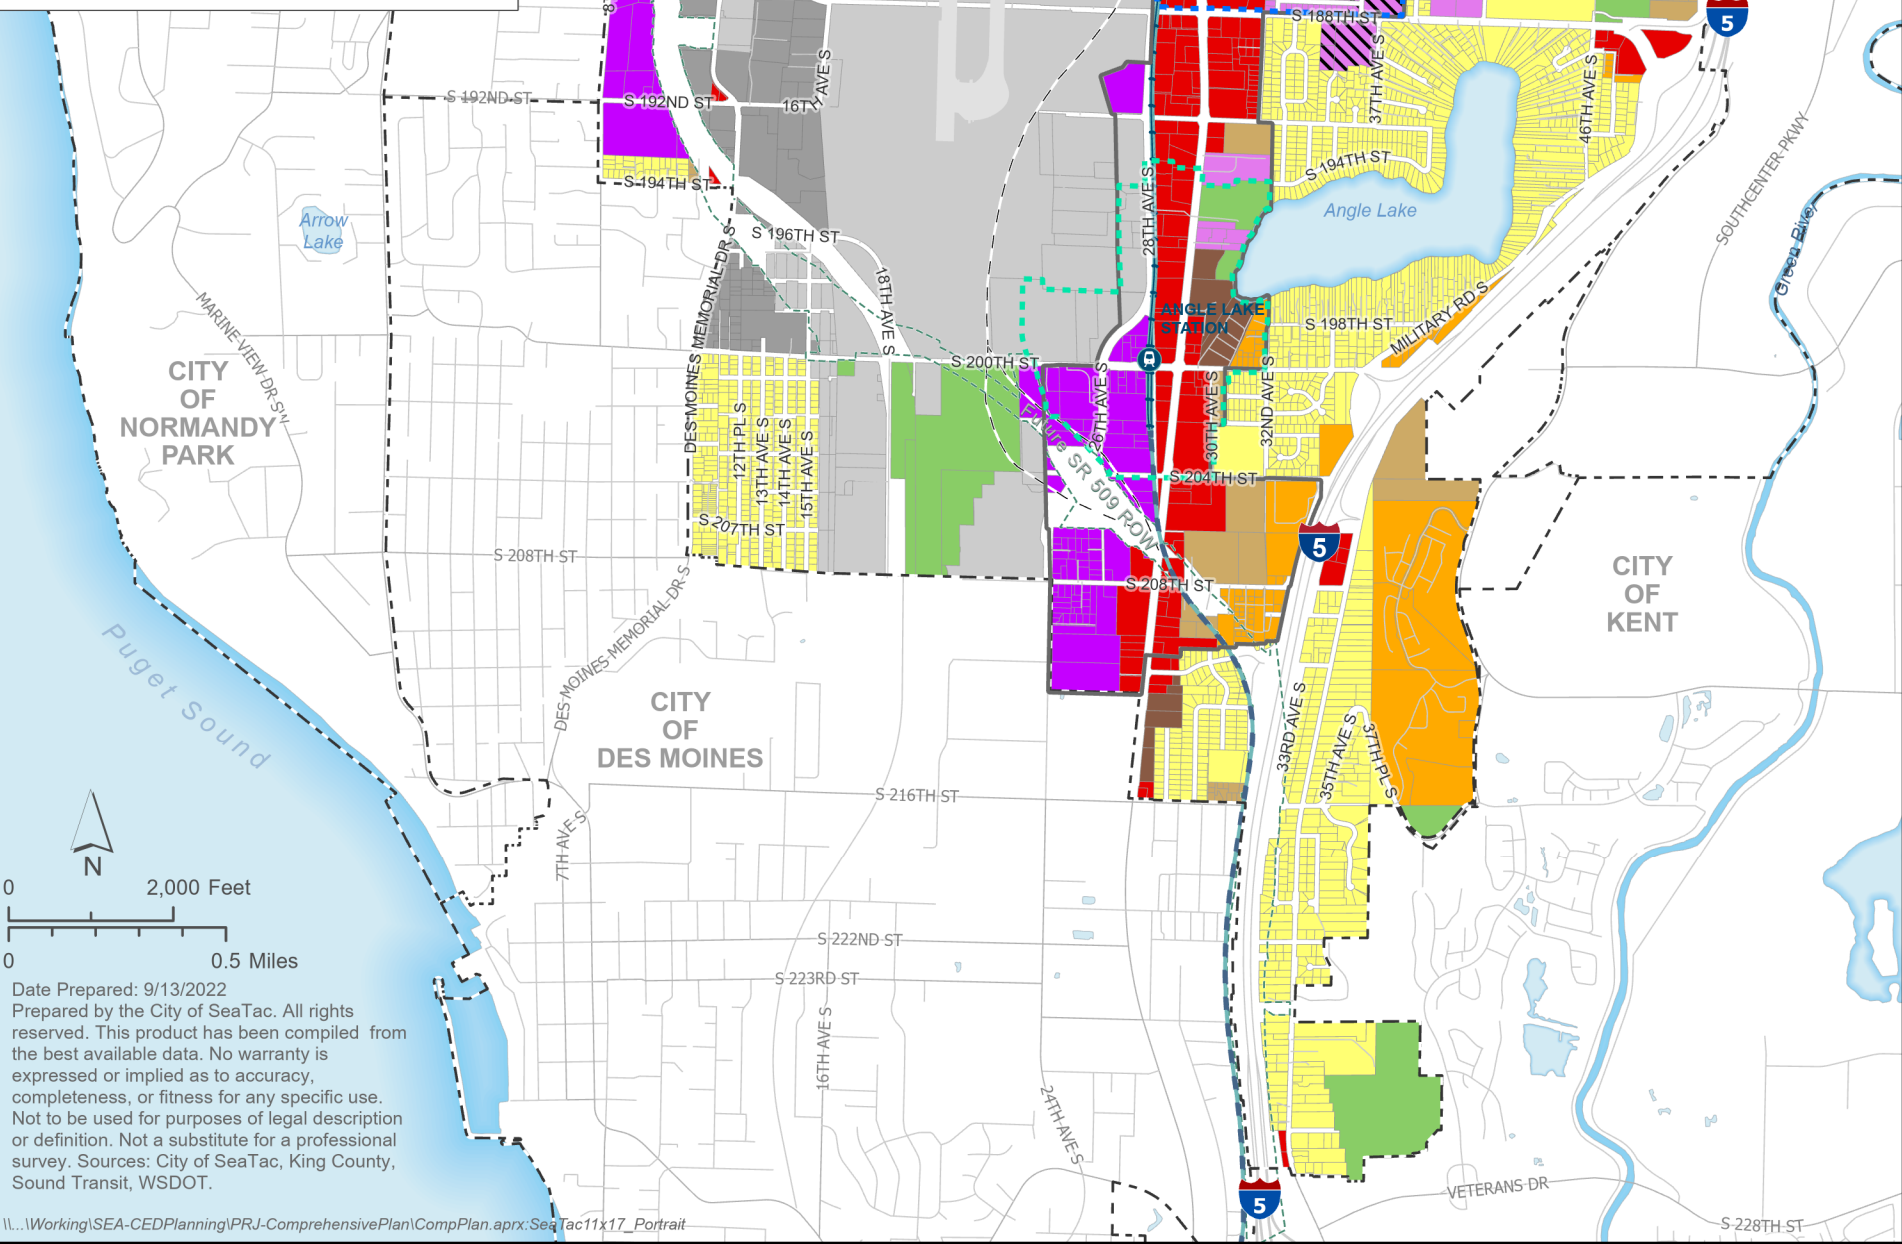 8
S 188TH ST
5
S 192ND ST
S 192ND ST
16TH AVE S
37TH AVE S
46TH AVE S
SOUTHCENTER PKWY
S 194TH ST
S 194TH ST
Arrow
Lake
Angle Lake
Green River
28TH AVE S
S 196TH ST
18TH AVE S
DES MOINES MEMORIAL DR S
MARINE VIEW DR SW
ANGLE LAKE
STATION
S 198TH ST
MILITARY RD S
S 200TH ST
CITY
OF
NORMANDY
PARK
26TH AVE S
30TH AVE S
32ND AVE S
12TH PL S
13TH AVE S
14TH AVE S
15TH AVE S
Future SR 509 ROW
S 204TH ST
S 207TH ST
S 208TH ST
5
S 208TH ST
CITY
OF
KENT
DES MOINES MEMORIAL DR S
Puget Sound
CITY
OF
DES MOINES
33RD AVE S
35TH AVE S
37TH PL S
S 216TH ST
7TH AVE S
N
0 2,000 Feet
0 0.5 Miles
S 222ND ST
S 223RD ST
16TH AVE S
24TH AVE S
Date Prepared: 9/13/2022
Prepared by the City of SeaTac. All rights
reserved. This product has been compiled from
the best available data. No warranty is
expressed or implied as to accuracy,
completeness, or fitness for any specific use.
Not to be used for purposes of legal description
or definition. Not a substitute for a professional
survey. Sources: City of SeaTac, King County,
Sound Transit, WSDOT.
5
VETERANS DR
S 228TH ST
\\...\Working\SEA-CEDPlanning\PRJ-ComprehensivePlan\CompPlan.aprx:SeaTac11x17_Portrait